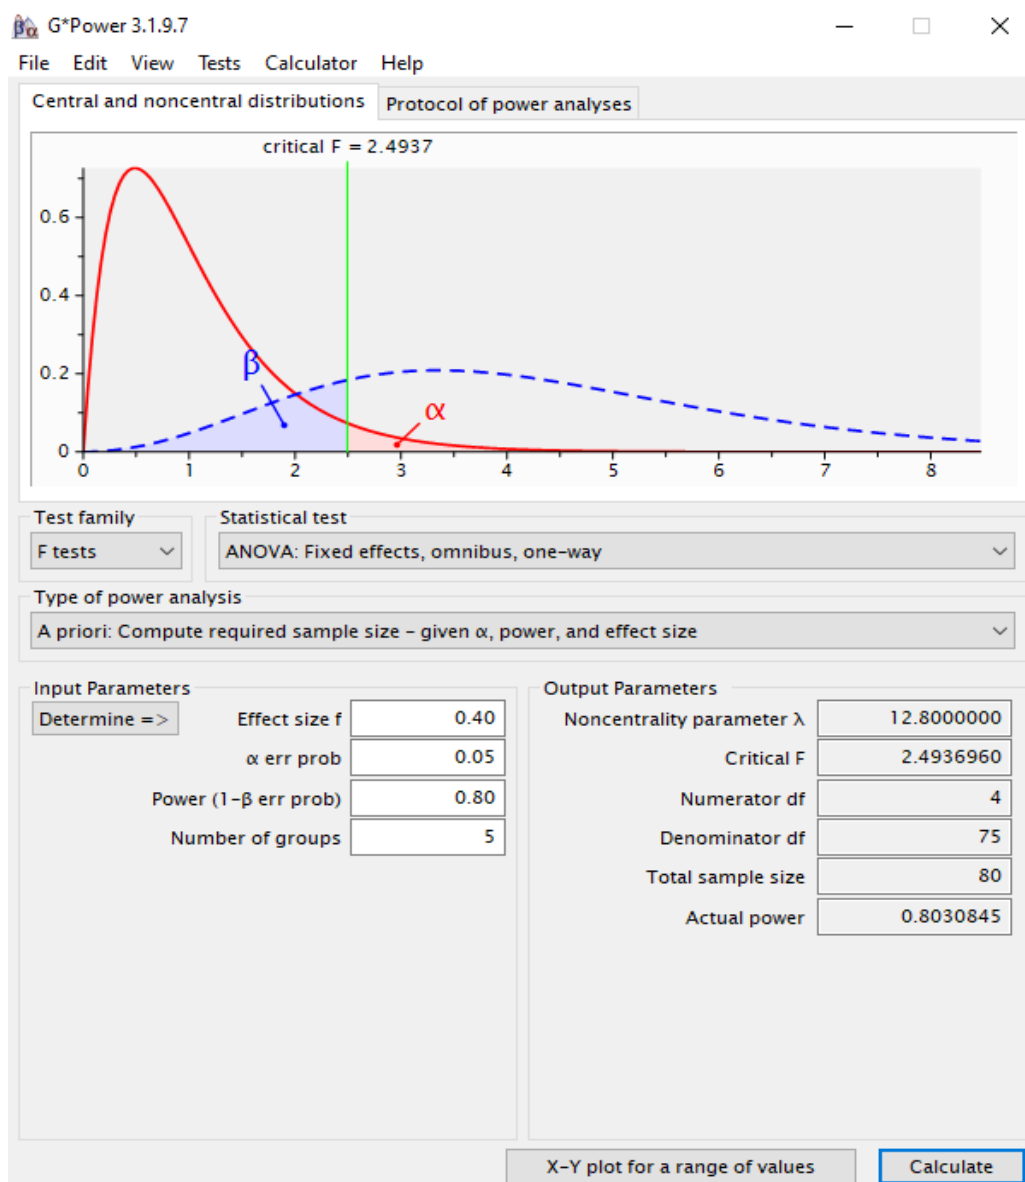 G*Power 3.1.9.7
File Edit View Tests Calculator Help
Central and noncentral distributions Protocol of power analyses
critical F = 2.4937
0.6
0.4
0.2
0
β
α
0 1 2 3 4 5 6 7 8
Test family Statistical test
F tests ANOVA: Fixed effects, omnibus, one-way
Type of power analysis
A priori: Compute required sample size - given α, power, and effect size
Input Parameters
Determine => Effect size f 0.40
α err prob 0.05
Power (1-β err prob) 0.80
Number of groups 5
Output Parameters
Noncentrality parameter λ 12.8000000
Critical F 2.4936960
Numerator df 4
Denominator df 75
Total sample size 80
Actual power 0.8030845
X-Y plot for a range of values Calculate